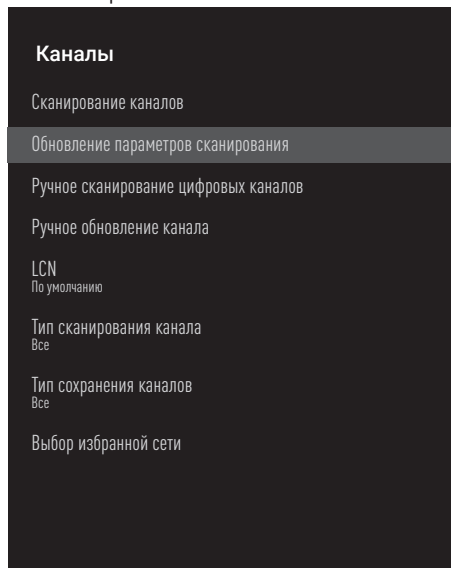 Каналы
Сканирование каналов
Обновление параметров сканирования
Ручное сканирование цифровых каналов
Ручное обновление канала
LCN
По умолчанию
Тип сканирования канала
Все
Тип сохранения каналов
Все
Выбор избранной сети